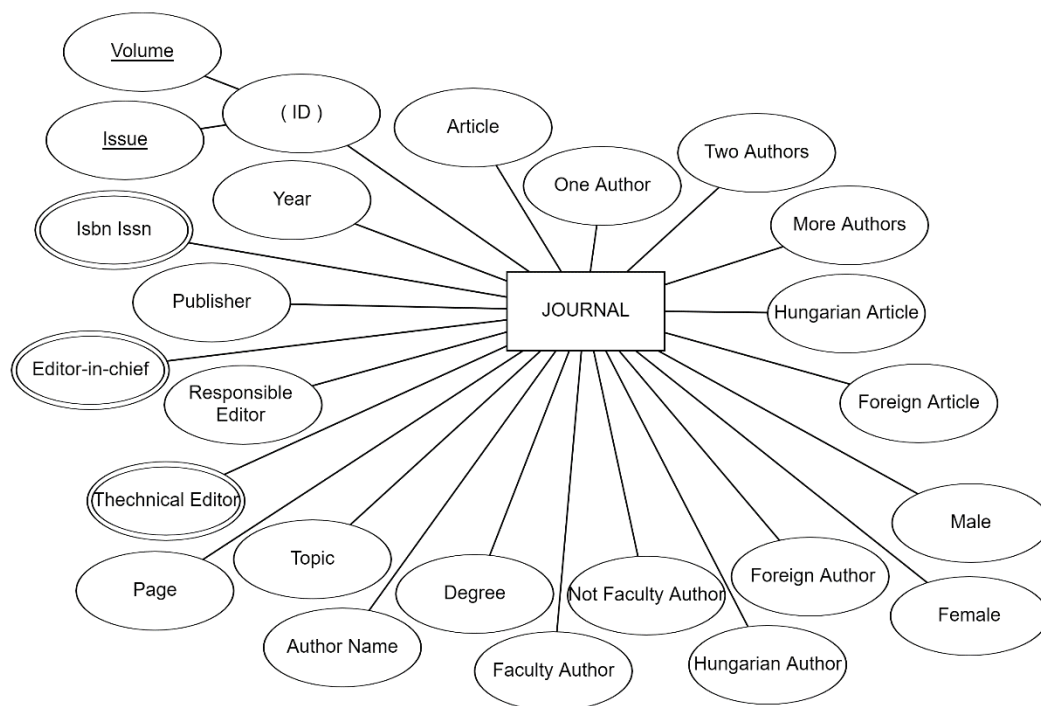 Volume
( ID )
Article
Issue
Two Authors
One Author
Year
Isbn Issn
More Authors
Publisher
JOURNAL
Hungarian Article
Editor-in-chief
Responsible
Editor
Foreign Article
Thechnical Editor
Male
Topic
Page
Degree
Not Faculty Author
Foreign Author
Female
Author Name
Faculty Author
Hungarian Author